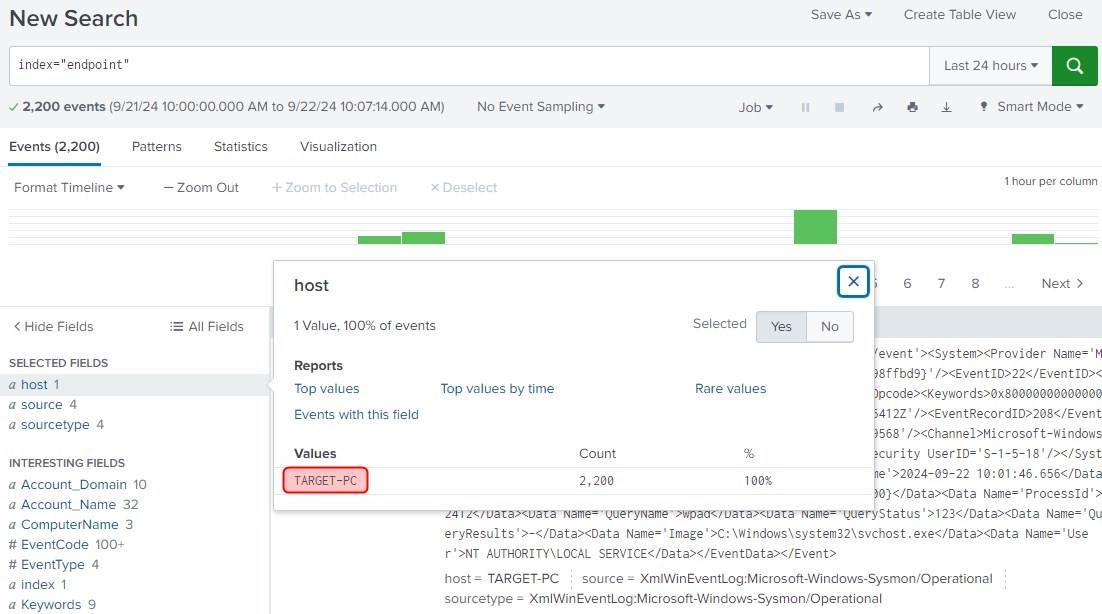 New Search
Save As ▾ Create Table View Close
index="endpoint"
Last 24 hours ▾
✓ 2,200 events (9/21/24 10:00:00.000 AM to 9/22/24 10:07:14.000 AM) No Event Sampling ▾
Job ▾ Smart Mode ▾
Events (2,200) Patterns Statistics Visualization
Format Timeline ▾ — Zoom Out + Zoom to Selection × Deselect
1 hour per column
6 7 8 ... Next >
< Hide Fields All Fields
SELECTED FIELDS
a host 1
a source 4
a sourcetype 4
INTERESTING FIELDS
a Account_Domain 10
a Account_Name 32
a ComputerName 3
# EventCode 100+
# EventType 4
a index 1
a Keywords 9
host
1 Value, 100% of events
Selected Yes No
Reports
Top values Top values by time Rare values
Events with this field
Values Count %
TARGET-PC 2,200 100%
/event'><System><Provider Name='M
98ffbd9}'/><EventID>22</EventID><
Opcode><Keywords>0x80000000000000
5412Z'/><EventRecordID>208</Event
9568'/><Channel>Microsoft-Windows
ecurity UserID='S-1-5-18'/></Syst
me'>2024-09-22 10:01:46.656</Data
00}</Data><Data Name='ProcessId'>
2412</Data><Data Name='QueryName'>wpad</Data><Data Name='QueryStatus'>123</Data><Data Name='Qu
eryResults'>-</Data><Data Name='Image'>C:\Windows\system32\svchost.exe</Data><Data Name='Use
r'>NT AUTHORITY\LOCAL SERVICE</Data></EventData></Event>
host = TARGET-PC source = XmlWinEventLog:Microsoft-Windows-Sysmon/Operational
sourcetype = XmlWinEventLog:Microsoft-Windows-Sysmon/Operational